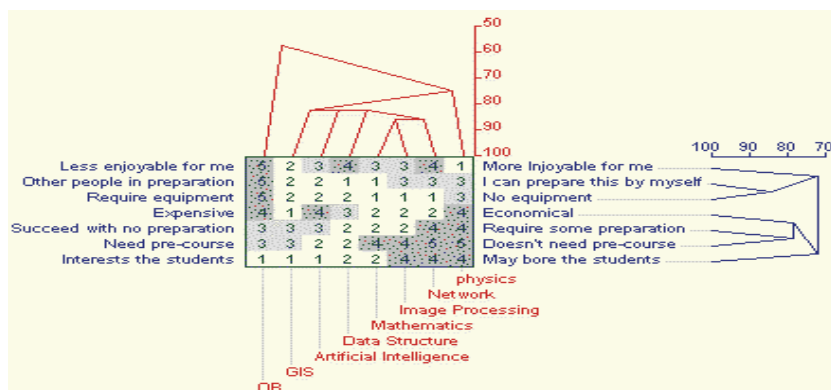 50
60
70
80
90
100
100 90 80 70
Less enjoyable for me 5 2 3 4 3 3 4 1 More Injoyable for me
Other people in preparation 5 2 2 1 1 3 3 3 I can prepare this by myself
Require equipment 5 2 2 2 1 1 1 3 No equipment
Expensive 4 1 4 3 2 2 2 4 Economical
Succeed with no preparation 3 3 3 2 2 2 4 4 Require some preparation
Need pre-course 3 3 2 2 4 4 5 5 Doesn't need pre-course
Interests the students 1 1 1 2 2 4 4 4 May bore the students
physics
Network
Image Processing
Mathematics
Data Structure
Artificial Intelligence
GIS